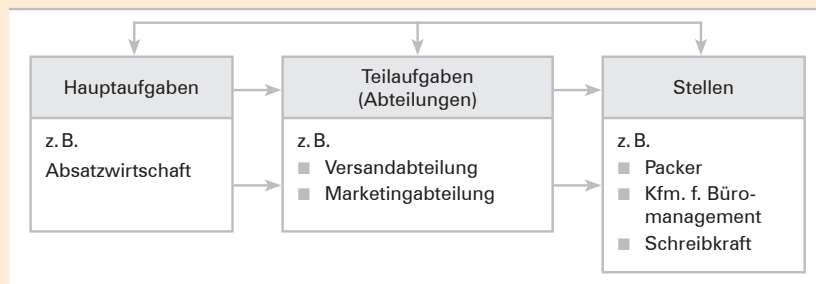 Hauptaufgaben
z. B.
Absatzwirtschaft
Teilaufgaben
(Abteilungen)
z. B.
Versandabteilung
Marketingabteilung
Stellen
z. B.
Packer
Kfm. f. Büro-
management
Schreibkraft